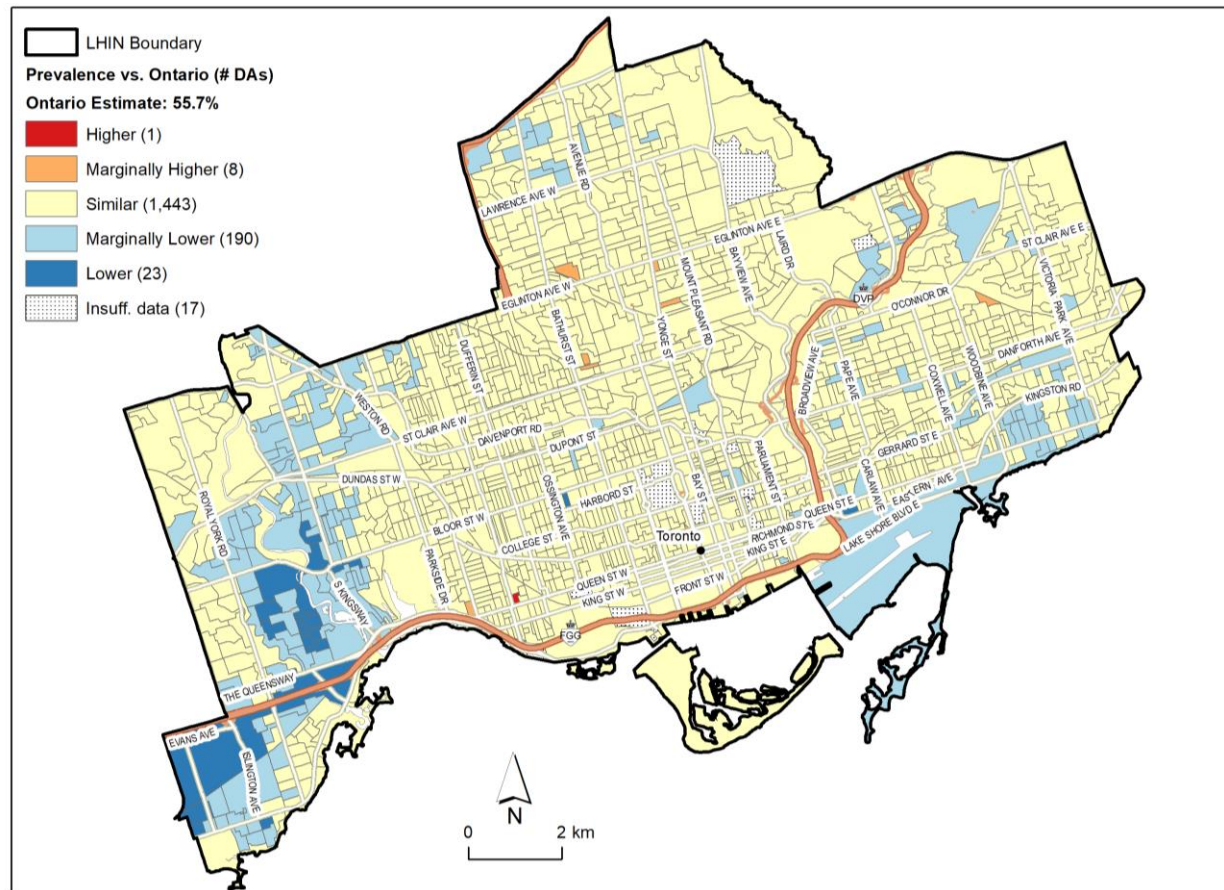 LHIN Boundary
Prevalence vs. Ontario (# DAs)
Ontario Estimate: 55.7%
Higher (1)
Marginally Higher (8)
Similar (1,443)
Marginally Lower (190)
Lower (23)
Insuff. data (17)
AVENUE RD
LAWRENCE AVE W
EGLINTON AVE E
LAIRD DR
BAYVIEW AVE
MOUNT PLEASANT RD
ST CLAIR AVE E
VICTORIA PARK AVE
EGLINTON AVE W
BATHURST ST
YONGE ST
DVP
O'CONNOR DR
DUFFERIN ST
BROADVIEW AVE
PAPE AVE
COXWELL AVE
WOODBINE AVE
DANFORTH AVE
KINGSTON RD
WESTON RD
ST CLAIR AVE W
DAVENPORT RD
DUPONT ST
DUNDAS ST W
PARLIAMENT ST
GERRARD ST E
CARLAW AVE
ROYAL YORK RD
BLOOR ST W
OSSINGTON AVE
HARBORD ST
BAY ST
QUEEN ST E
EASTERN AVE
COLLEGE ST
RICHMOND ST E
KING ST E
LAKE SHORE BLVD E
Toronto
S KINGSWAY
PARKSIDE DR
QUEEN ST W
KING ST W
FRONT ST W
FGG
THE QUEENSWAY
EVANS AVE
ISLINGTON AVE
N
0 2 km